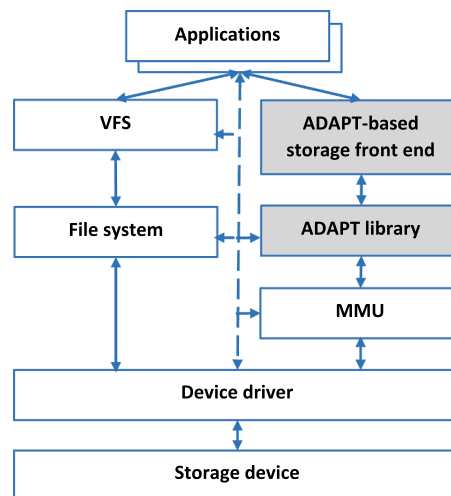 Applications
VFS
ADAPT-based
storage front end
File system
ADAPT library
MMU
Device driver
Storage device